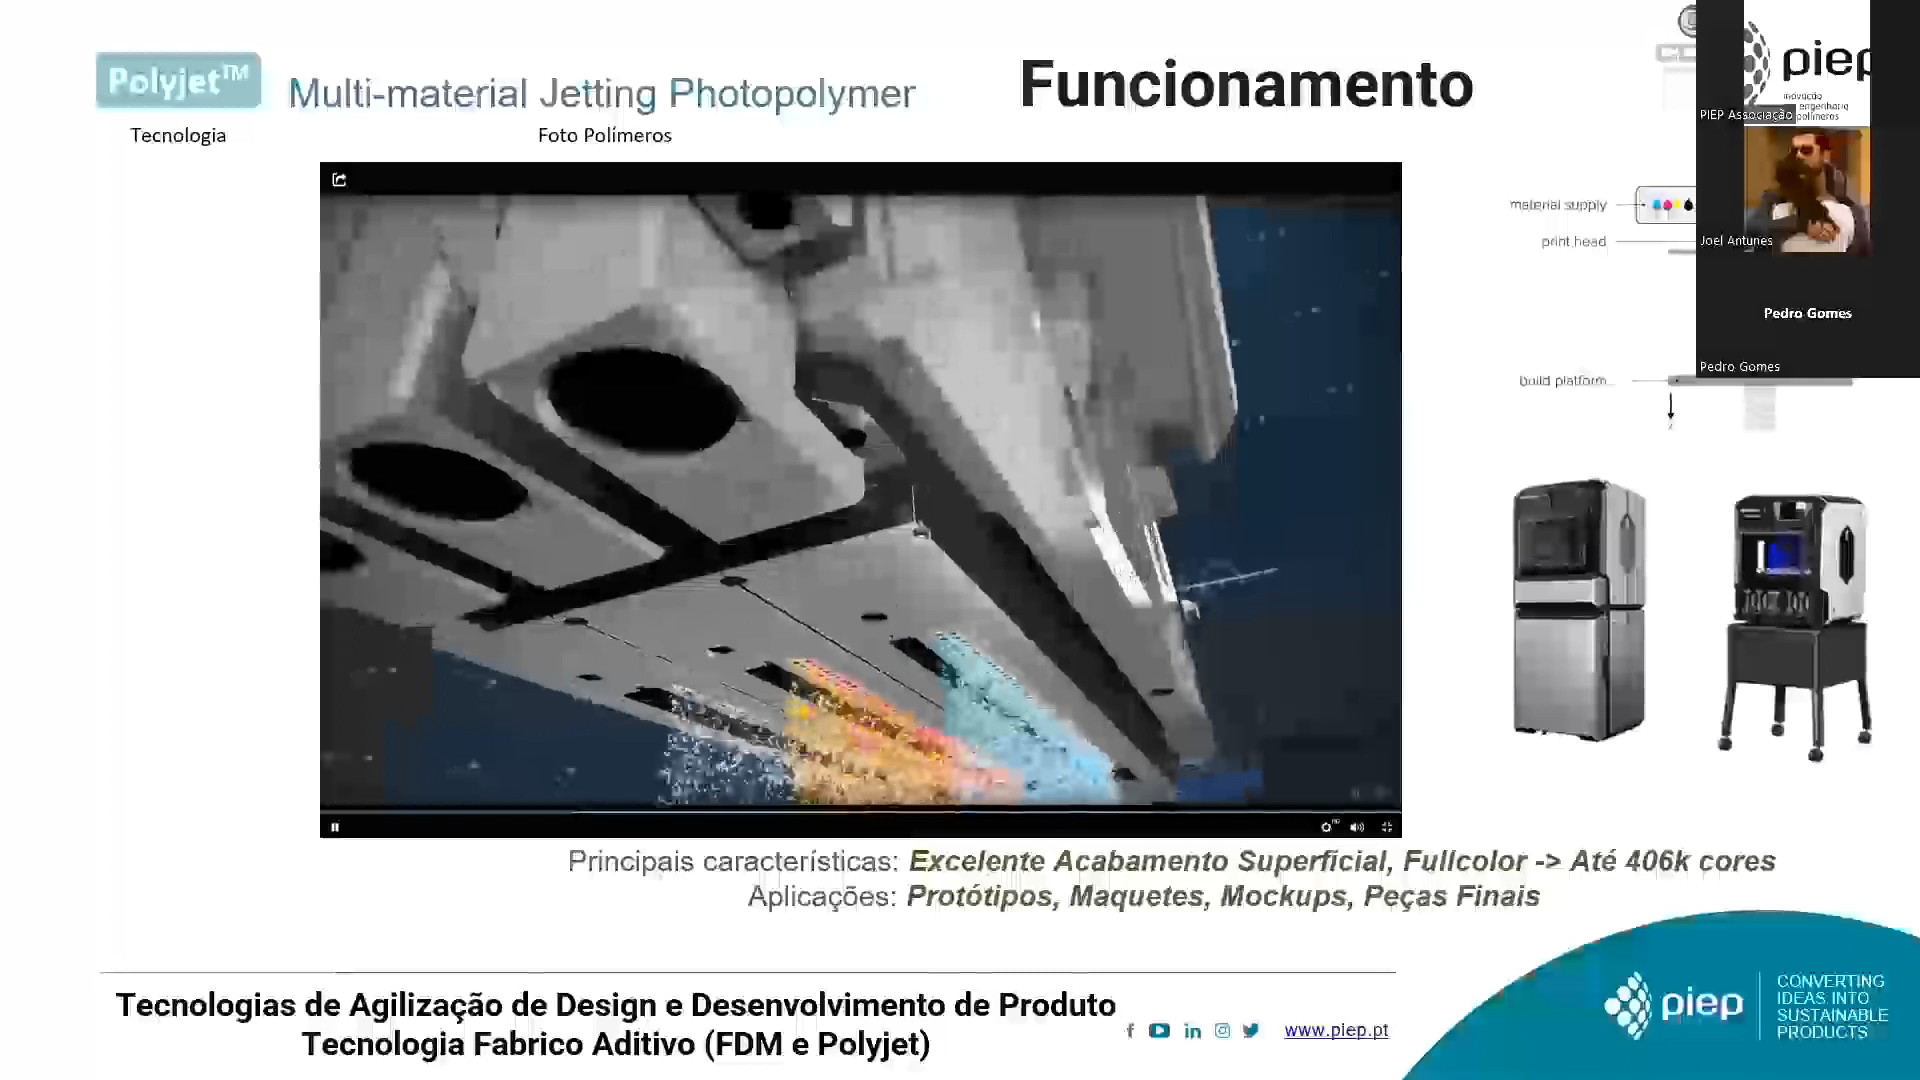 Polyjet™
Multi-material Jetting Photopolymer
Funcionamento
Tecnologia
Foto Polímeros
piep
inovação
engenharia
polímeros
PIEP Associação
material supply
print head
Joel Antunes
Pedro Gomes
Pedro Gomes
build platform
Principais características: Excelente Acabamento Superficial, Fullcolor -> Até 406k cores
Aplicações: Protótipos, Maquetes, Mockups, Peças Finais
Tecnologias de Agilização de Design e Desenvolvimento de Produto
Tecnologia Fabrico Aditivo (FDM e Polyjet)
www.piep.pt
piep
CONVERTING
IDEAS INTO
SUSTAINABLE
PRODUCTS